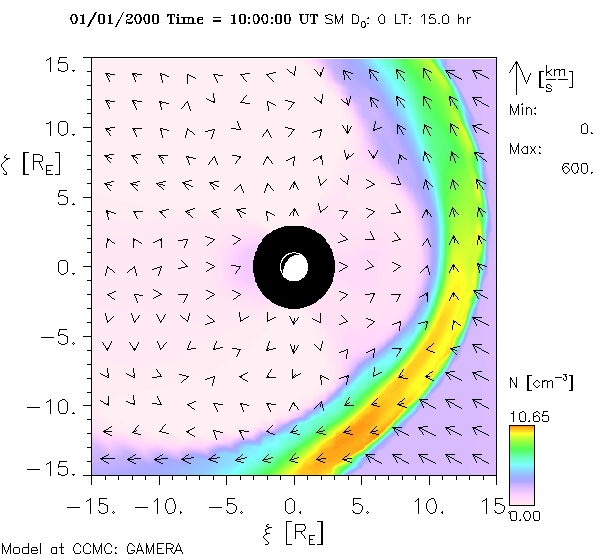 01/01/2000 Time = 10:00:00 UT SM D₀: 0 LT: 15.0 hr
15.
10.
5.
0.
−5.
−10.
−15.
ζ [R_E]
−15. −10. −5. 0. 5. 10. 15.
ξ [R_E]
V [km/s]
Min:
0.
Max:
600.
N [cm⁻³]
10.65
0.00
Model at CCMC: GAMERA